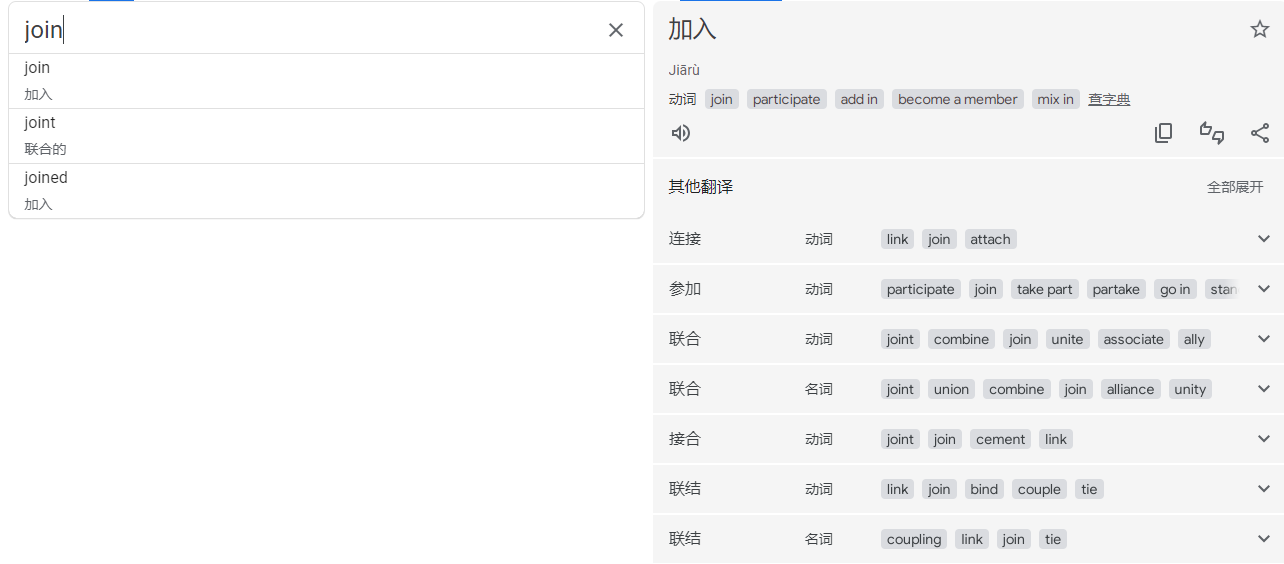 join
join
加入
joint
联合的
joined
加入
加入
Jiārù
动词 join participate add in become a member mix in 查字典
其他翻译 全部展开
连接 动词 link join attach
参加 动词 participate join take part partake go in stan
联合 动词 joint combine join unite associate ally
联合 名词 joint union combine join alliance unity
接合 动词 joint join cement link
联结 动词 link join bind couple tie
联结 名词 coupling link join tie